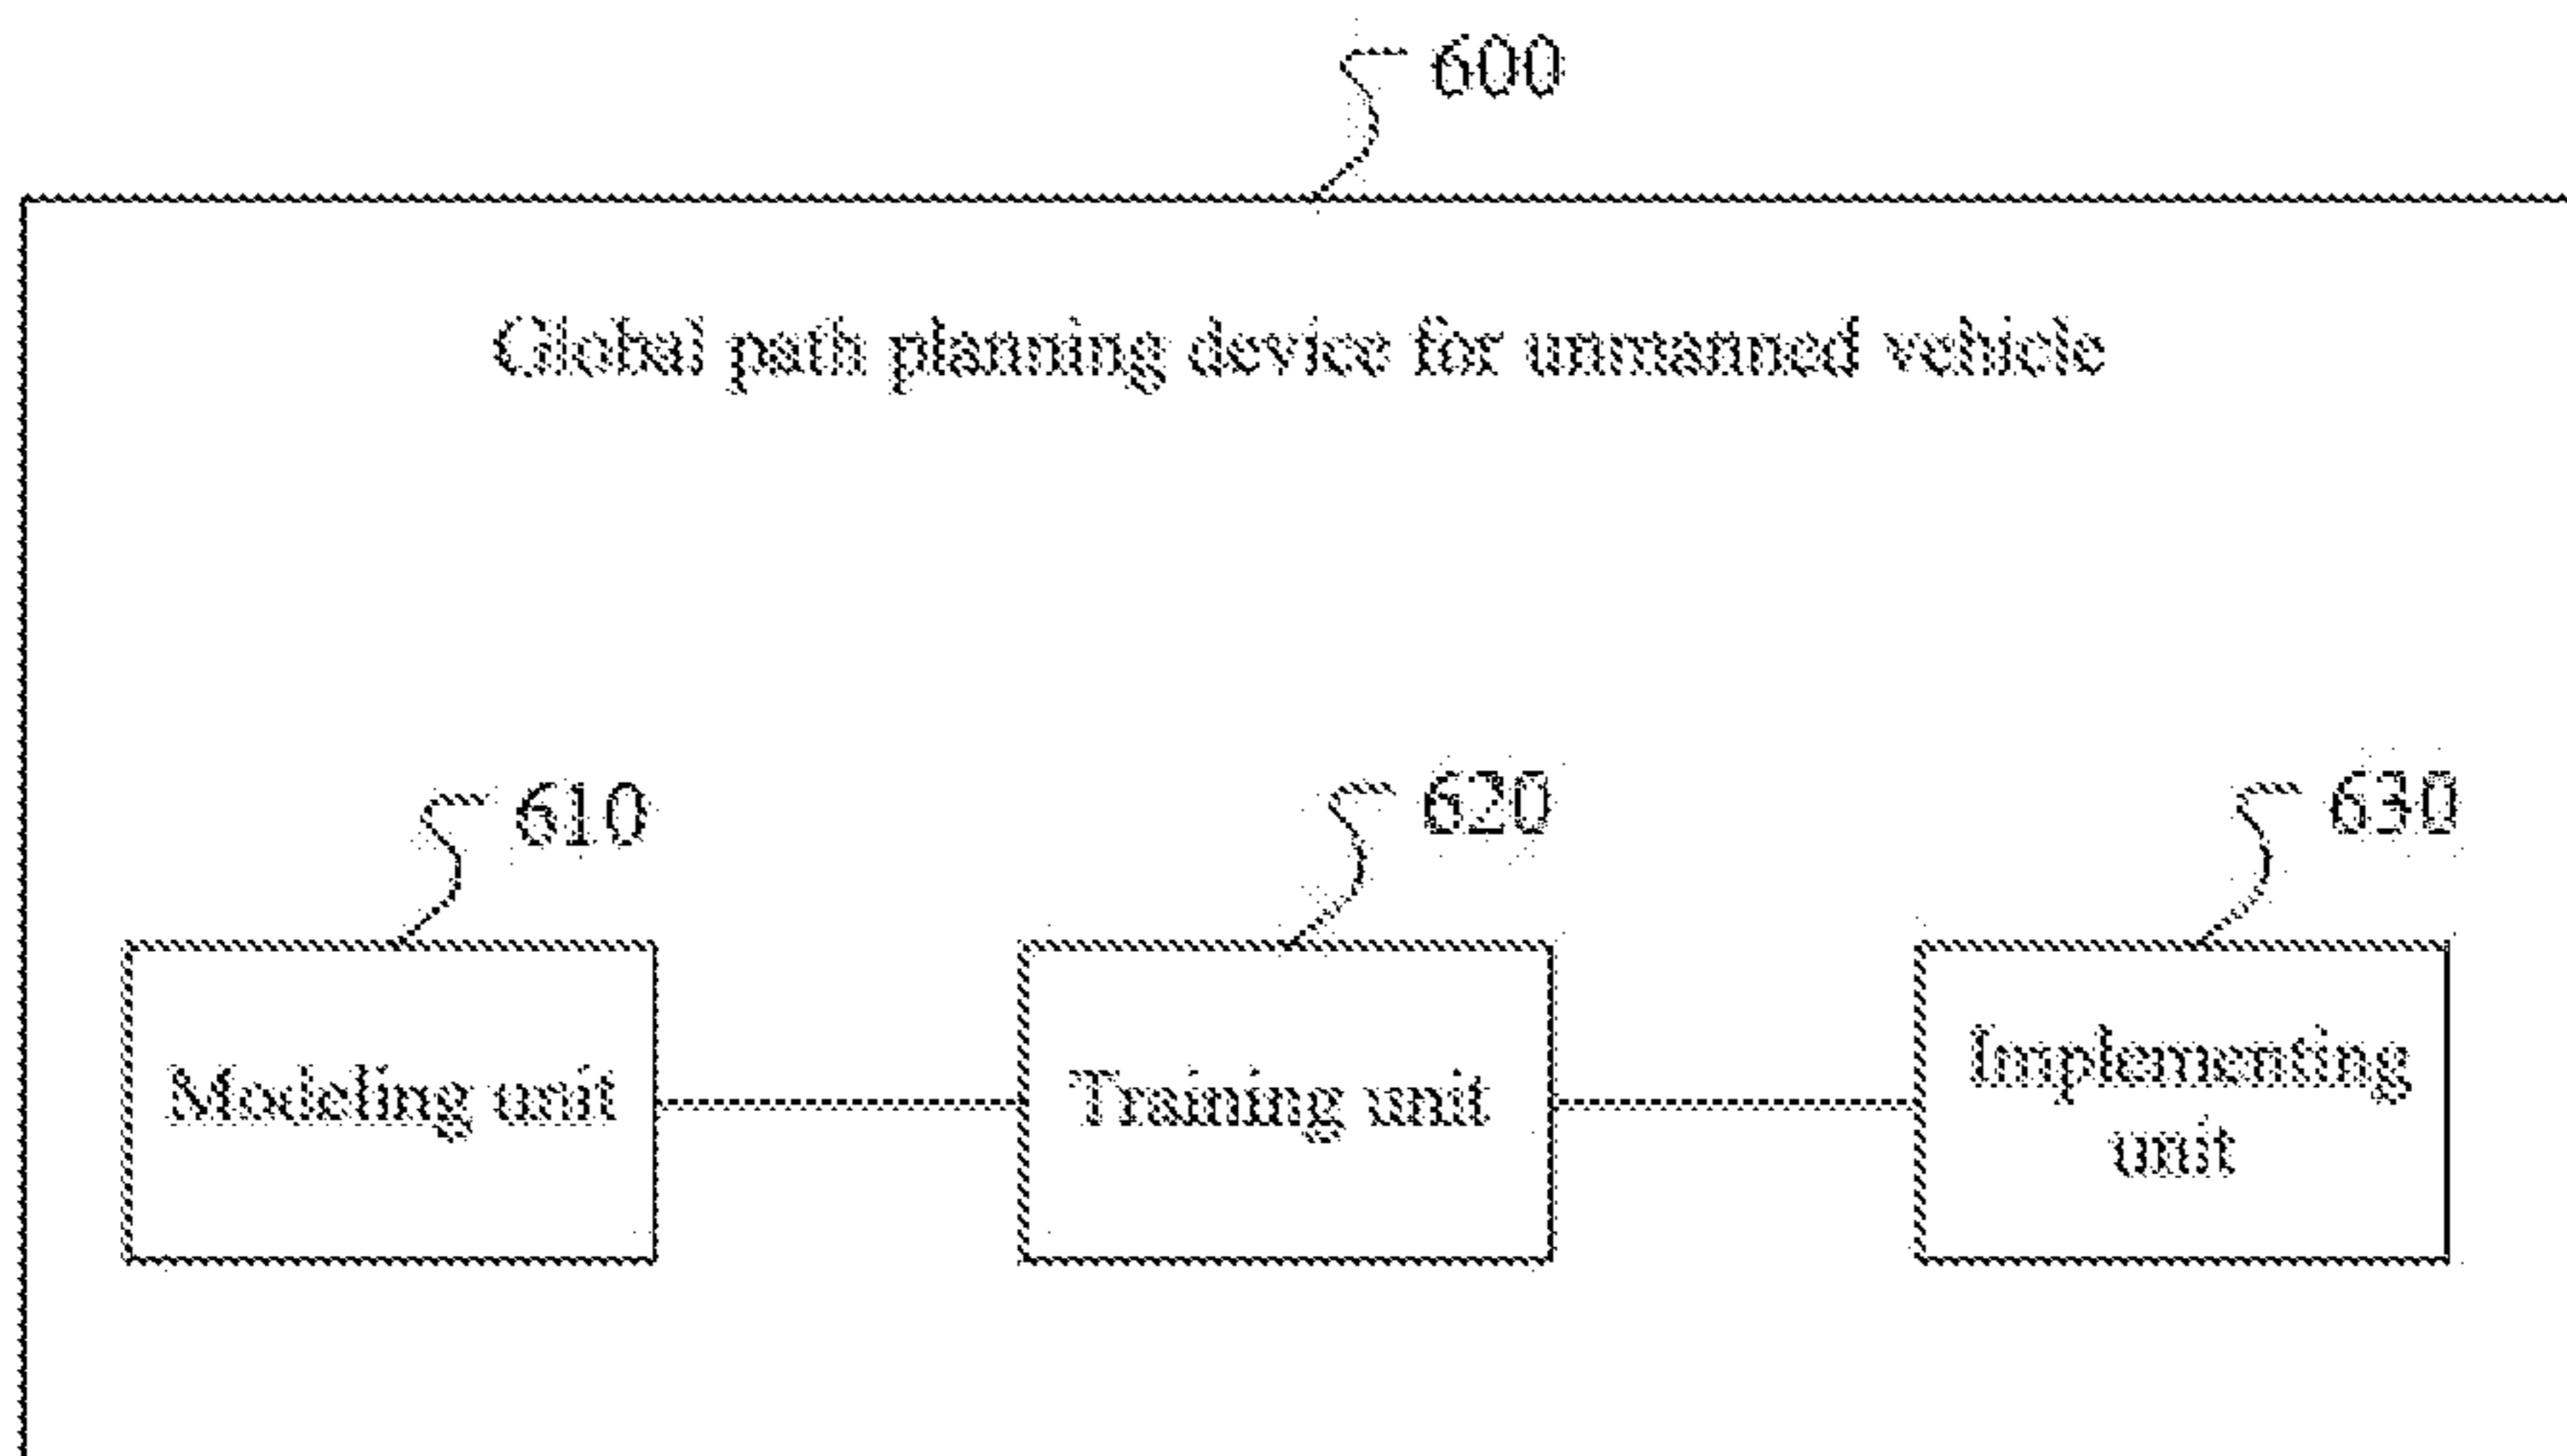 600
Global path planning device for unmanned vehicle
610
620
630
Modeling unit
Training unit
Implementing
unit